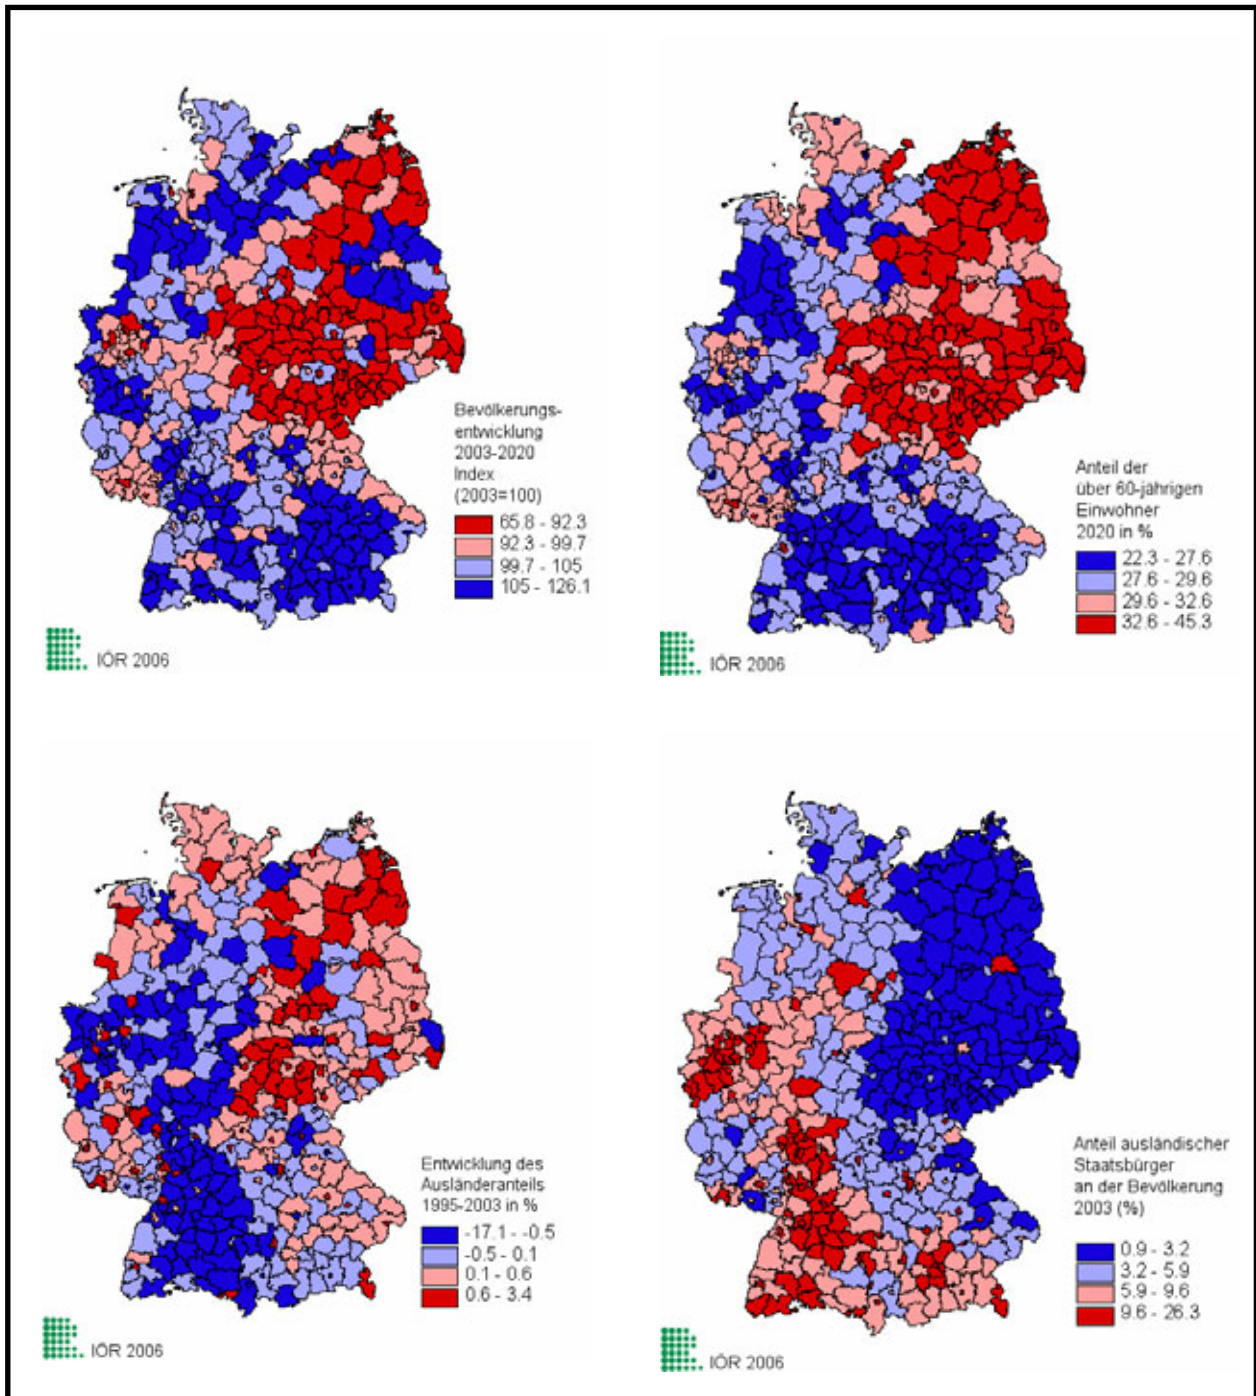 Bevölkerungs-
entwicklung
2003-2020
Index
(2003=100)
65.8 - 92.3
92.3 - 99.7
99.7 - 105
105 - 126.1
IÖR 2006
Anteil der
über 60-jährigen
Einwohner
2020 in %
22.3 - 27.6
27.6 - 29.6
29.6 - 32.6
32.6 - 45.3
IÖR 2006
Entwicklung des
Ausländeranteils
1995-2003 in %
-17.1 - -0.5
-0.5 - 0.1
0.1 - 0.6
0.6 - 3.4
IÖR 2006
Anteil ausländischer
Staatsbürger
an der Bevölkerung
2003 (%)
0.9 - 3.2
3.2 - 5.9
5.9 - 9.6
9.6 - 26.3
IÖR 2006